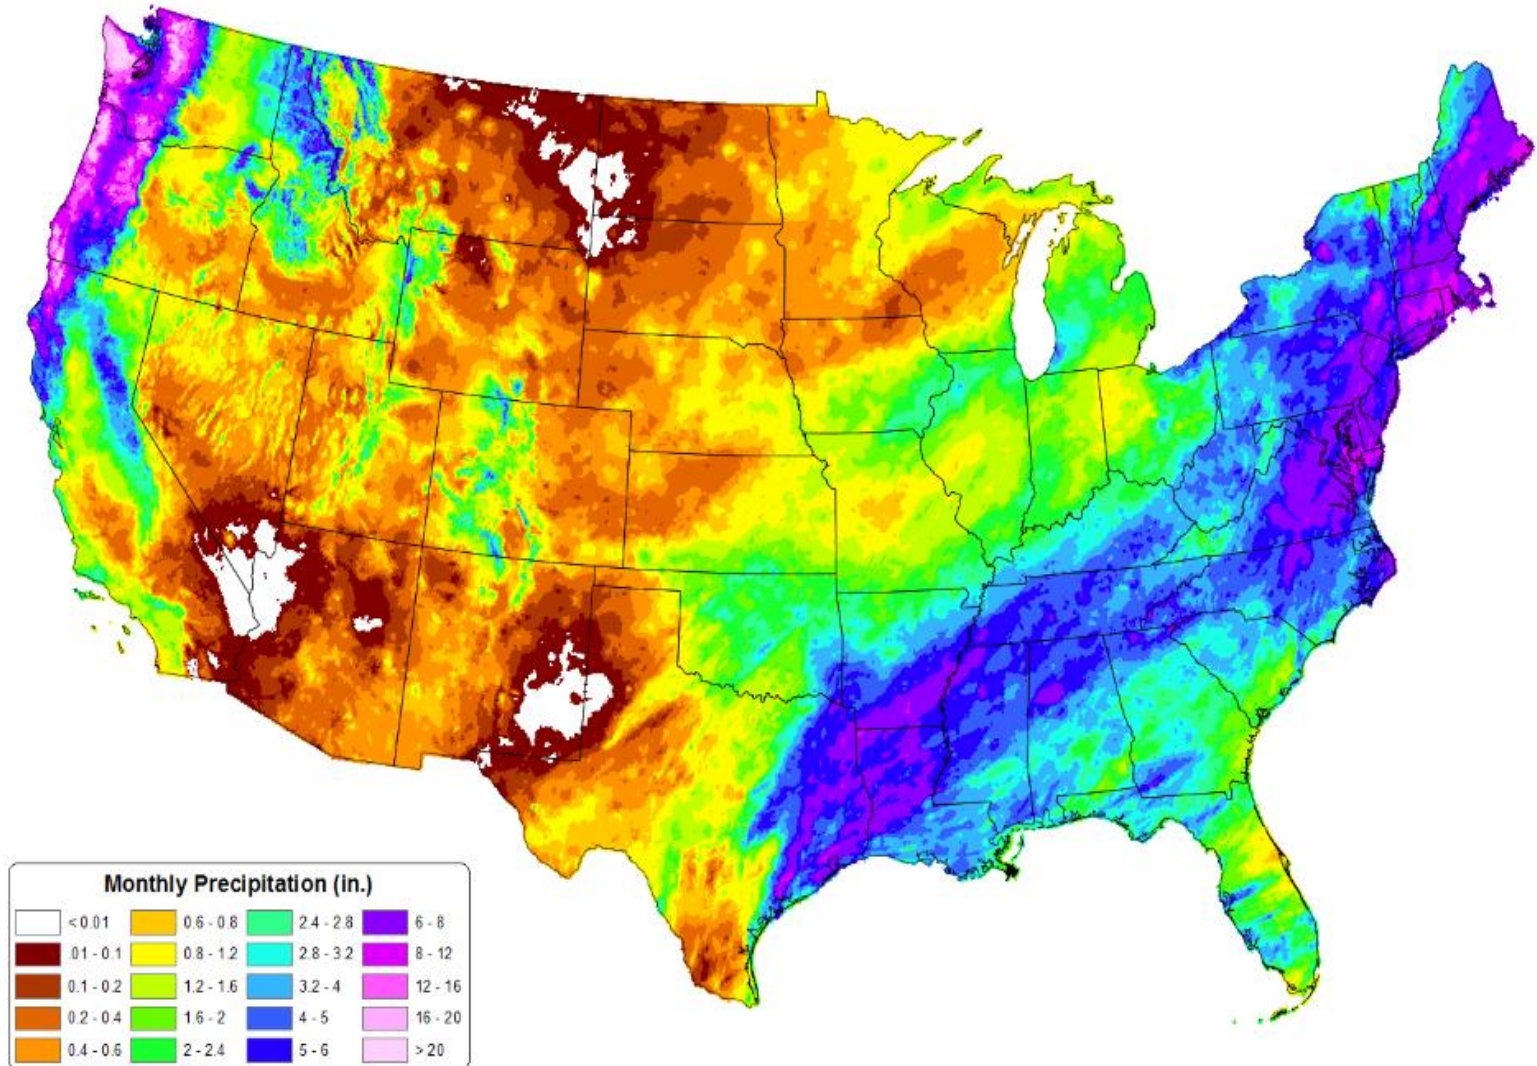 Monthly Precipitation (in.)
< 0.01 0.6 - 0.8 2.4 - 2.8 6 - 8
.01 - 0.1 0.8 - 1.2 2.8 - 3.2 8 - 12
0.1 - 0.2 1.2 - 1.6 3.2 - 4 12 - 16
0.2 - 0.4 1.6 - 2 4 - 5 16 - 20
0.4 - 0.6 2 - 2.4 5 - 6 > 20